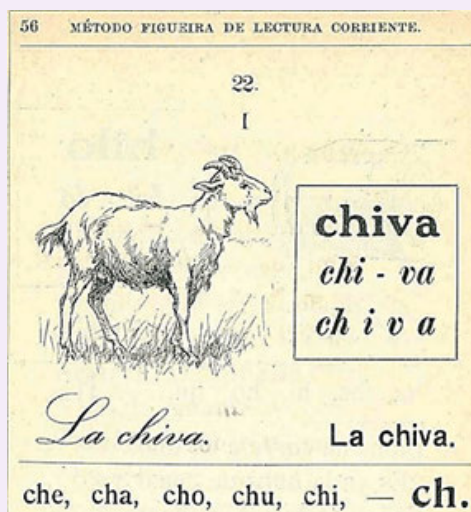 56 MÉTODO FIGUEIRA DE LECTURA CORRIENTE.
22.
I
chiva
chi - va
ch i v a
La chiva. La chiva.
che, cha, cho, chu, chi, — ch.